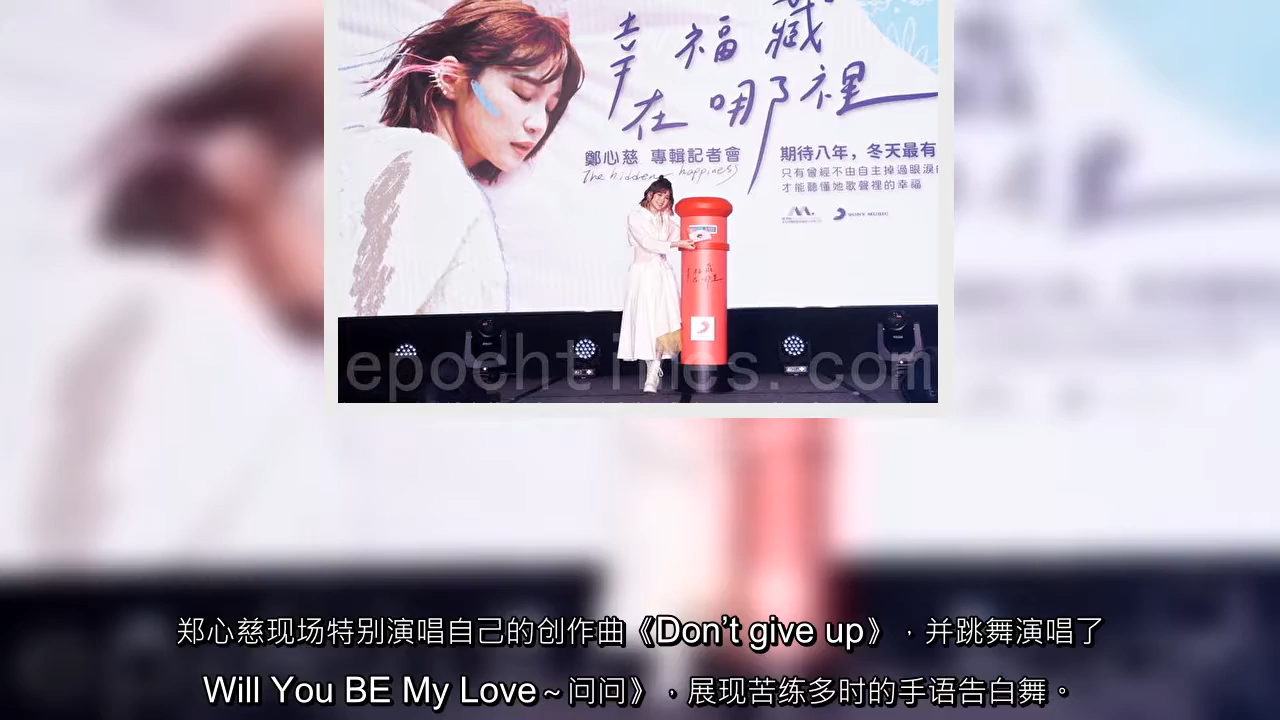 幸福藏
在哪裡
鄭心慈 專輯記者會
The hidden happiness
期待八年，冬天最有
只有曾經不由自主掉過眼淚
才能聽懂她歌聲裡的幸福
SONY MUSIC
epochtimes.com
郑心慈现场特别演唱自己的创作曲《Don't give up》，并跳舞演唱了
Will You BE My Love～问问》，展现苦练多时的手语告白舞。